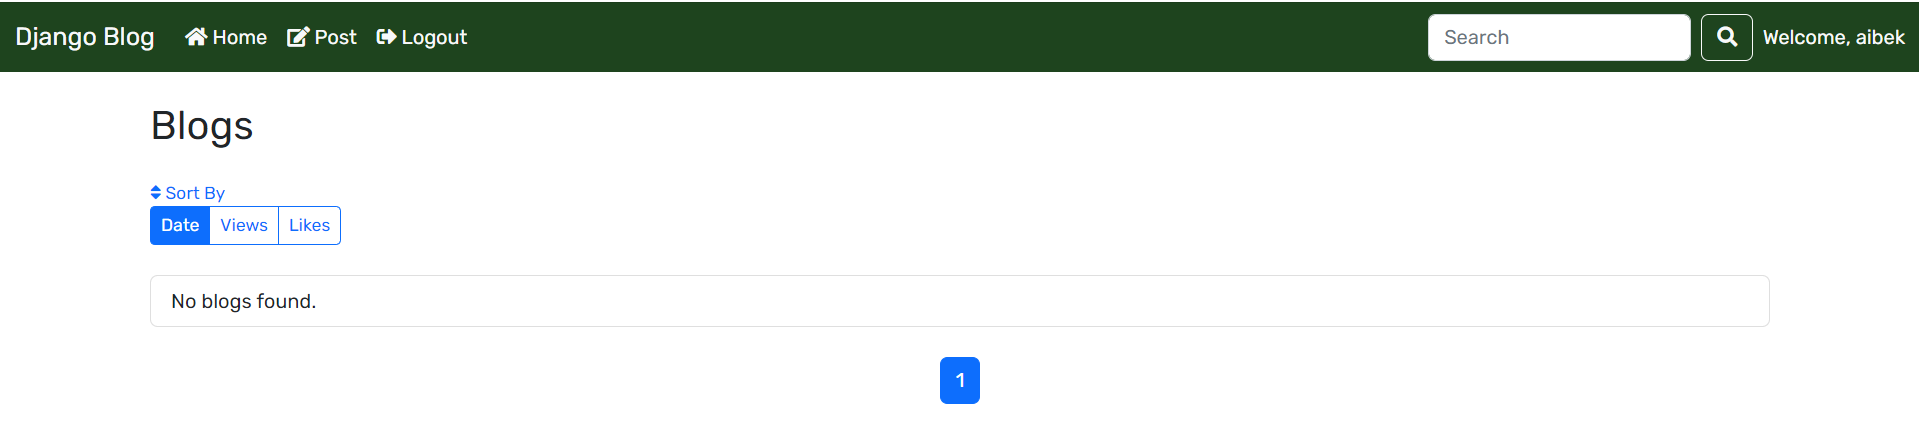 Django Blog Home Post Logout Search Welcome, aibek
Blogs
Sort By
Date Views Likes
No blogs found.
1